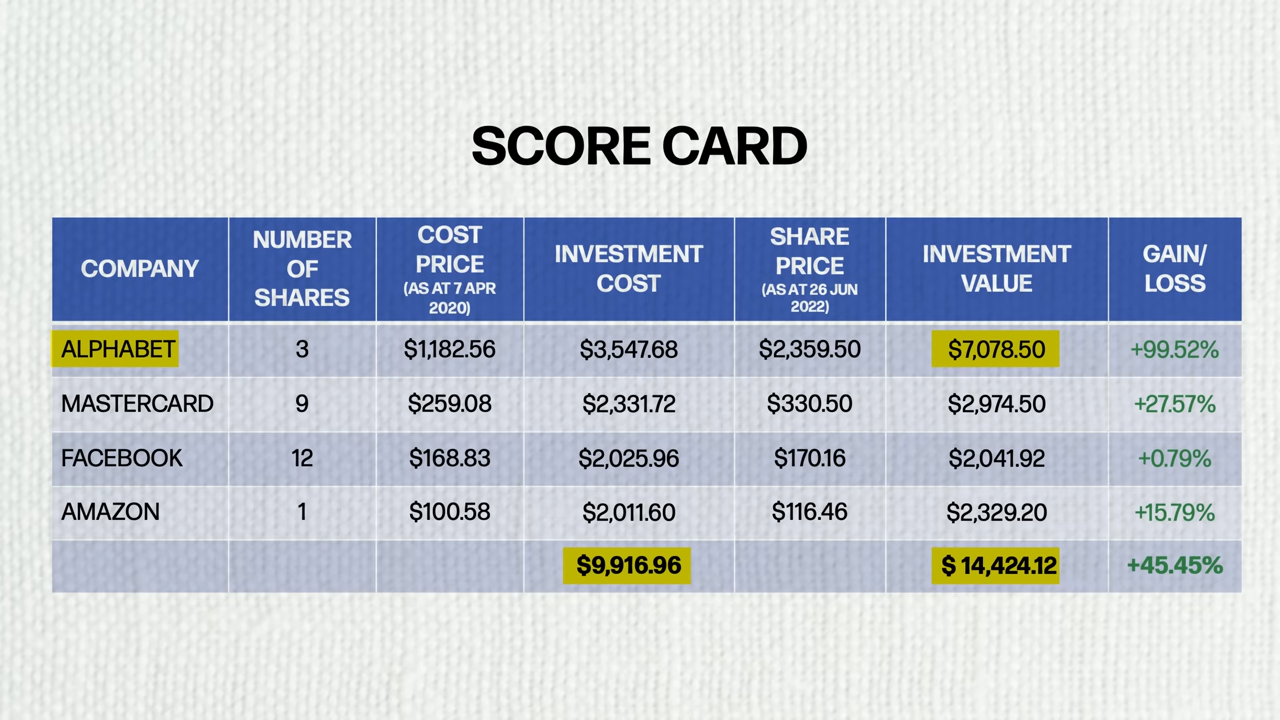 SCORE CARD
COMPANY
NUMBER
OF
SHARES
COST
PRICE
(AS AT 7 APR
2020)
INVESTMENT
COST
SHARE
PRICE
(AS AT 26 JUN
2022)
INVESTMENT
VALUE
GAIN/
LOSS
ALPHABET 3 $1,182.56 $3,547.68 $2,359.50 $7,078.50 +99.52%
MASTERCARD 9 $259.08 $2,331.72 $330.50 $2,974.50 +27.57%
FACEBOOK 12 $168.83 $2,025.96 $170.16 $2,041.92 +0.79%
AMAZON 1 $100.58 $2,011.60 $116.46 $2,329.20 +15.79%
$9,916.96 $ 14,424.12 +45.45%